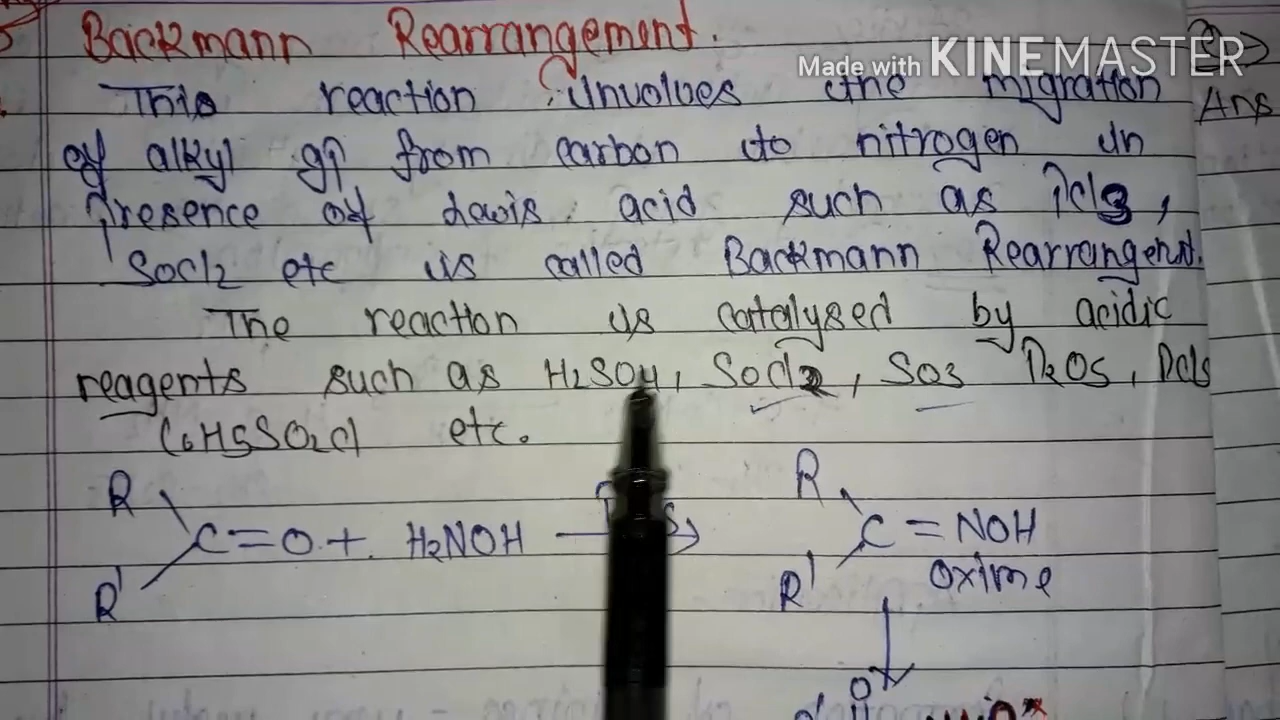 Backmann Rearrangement.
Made with KINEMASTER
This reaction involves the migration
Ans
of alkyl gp from carbon to nitrogen in
presence of Lewis acid such as PCl3,
SOCl2 etc is called Backmann Rearrangent.
The reaction is catalysed by acidic
reagents such as H2SO4, SOCl2, SO3 P2O5, PCl5
C6H5SO2Cl etc.
R R
C=O + H2NOH C=NOH
R' R' oxime
O